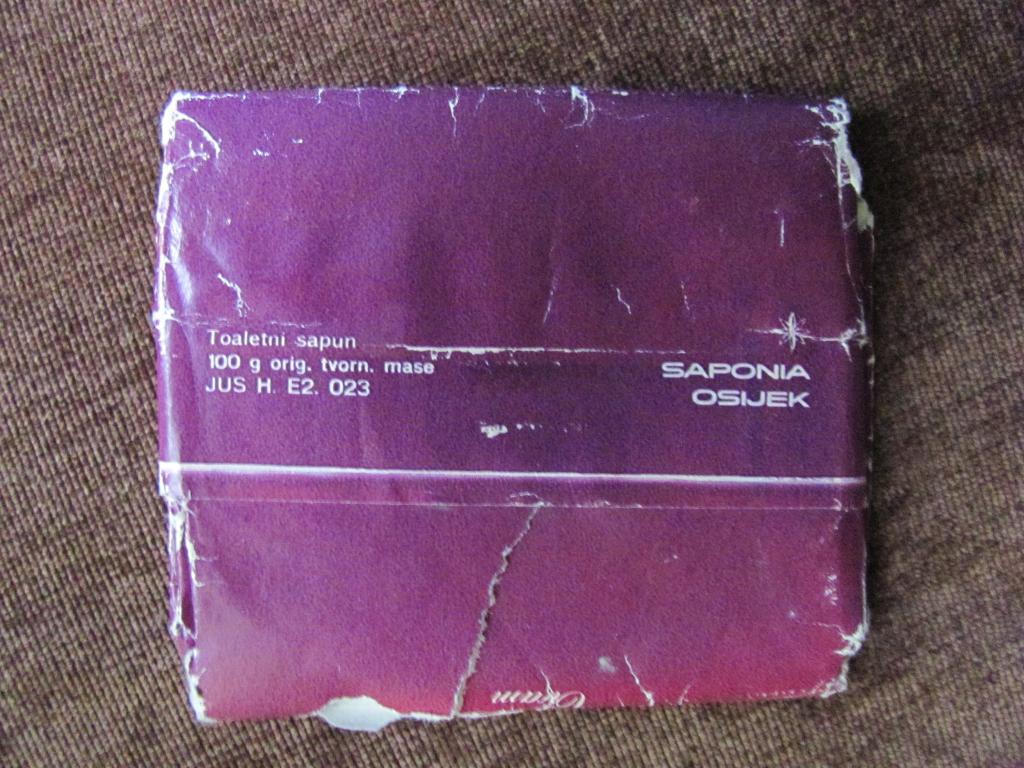 Toaletni sapun
100 g orig. tvorn. mase
JUS H. E2. 023
SAPONIA
OSIJEK